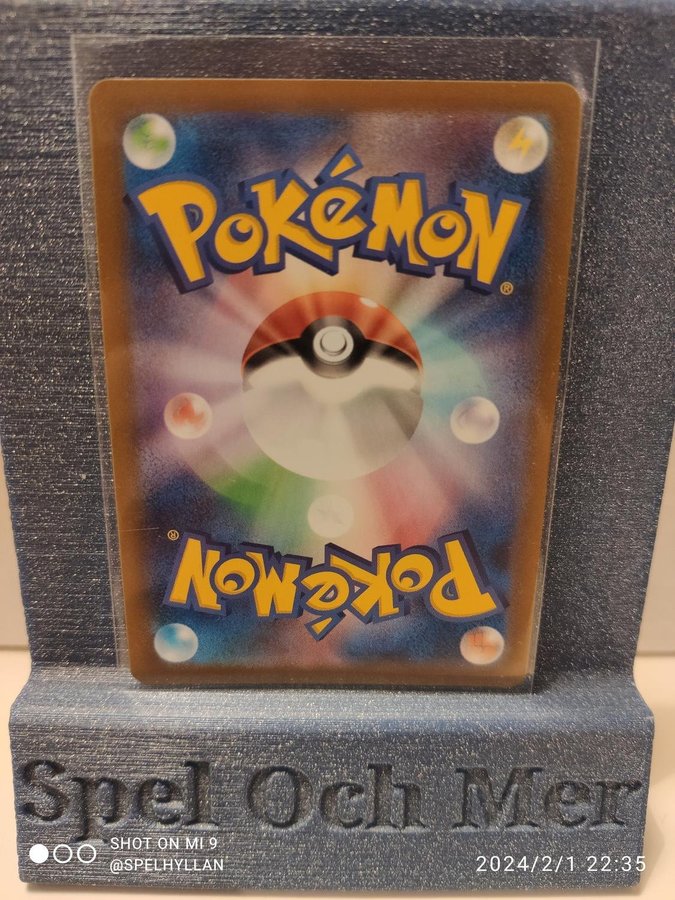 POKéMON
®
®
POKéMON
Spel Och Mer
SHOT ON MI 9
@SPELHYLLAN
2024/2/1 22:35